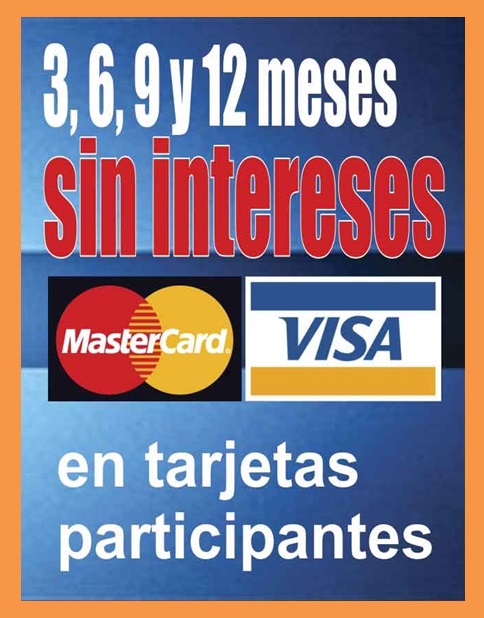 3, 6, 9 y 12 meses
sin intereses
MasterCard
VISA
en tarjetas
participantes